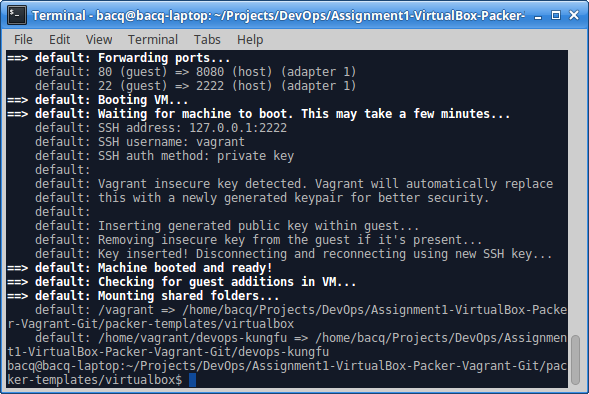 Terminal - bacq@bacq-laptop: ~/Projects/DevOps/Assignment1-VirtualBox-Packer-
File Edit View Terminal Tabs Help
==> default: Forwarding ports...
default: 80 (guest) => 8080 (host) (adapter 1)
default: 22 (guest) => 2222 (host) (adapter 1)
==> default: Booting VM...
==> default: Waiting for machine to boot. This may take a few minutes...
default: SSH address: 127.0.0.1:2222
default: SSH username: vagrant
default: SSH auth method: private key
default:
default: Vagrant insecure key detected. Vagrant will automatically replace
default: this with a newly generated keypair for better security.
default:
default: Inserting generated public key within guest...
default: Removing insecure key from the guest if it's present...
default: Key inserted! Disconnecting and reconnecting using new SSH key...
==> default: Machine booted and ready!
==> default: Checking for guest additions in VM...
==> default: Mounting shared folders...
default: /vagrant => /home/bacq/Projects/DevOps/Assignment1-VirtualBox-Packe
r-Vagrant-Git/packer-templates/virtualbox
default: /home/vagrant/devops-kungfu => /home/bacq/Projects/DevOps/Assignmen
t1-VirtualBox-Packer-Vagrant-Git/devops-kungfu
bacq@bacq-laptop:~/Projects/DevOps/Assignment1-VirtualBox-Packer-Vagrant-Git/pac
ker-templates/virtualbox$